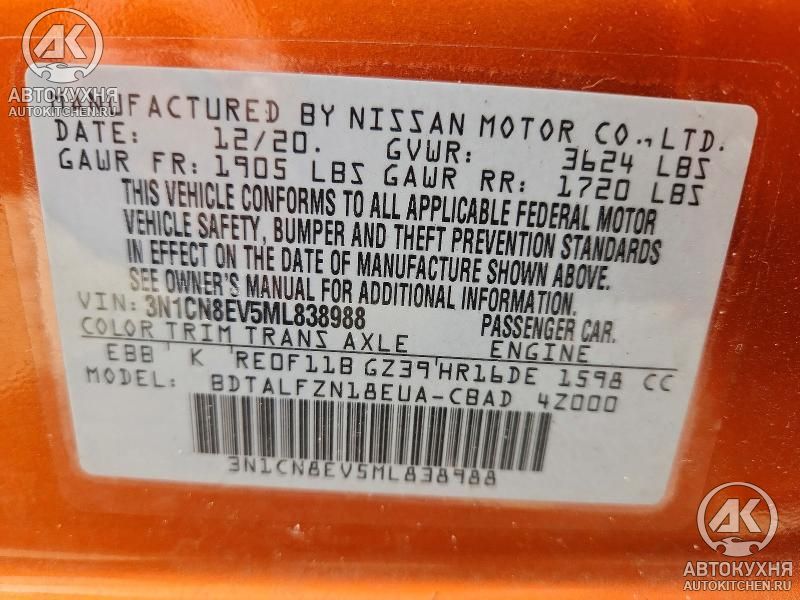 AK
АВТОКУХНЯ
AUTOKITCHEN.RU
MANUFACTURED BY NISSAN MOTOR CO., LTD.
DATE: 12/20. GVWR: 3624 LBS
GAWR FR: 1905 LBS GAWR RR: 1720 LBS
THIS VEHICLE CONFORMS TO ALL APPLICABLE FEDERAL MOTOR
VEHICLE SAFETY, BUMPER AND THEFT PREVENTION STANDARDS
IN EFFECT ON THE DATE OF MANUFACTURE SHOWN ABOVE.
SEE OWNER'S MANUAL FOR ADDITIONAL INFORMATION.
VIN: 3N1CN8EV5ML838988 PASSENGER CAR.
COLOR TRIM TRANS AXLE ENGINE
EBB K RE0F11B GZ39 HR16DE 1598 CC
MODEL: BDTALFZN18EUA-CBAD 4Z000
3N1CN8EV5ML838988
AK
АВТОКУХНЯ
AUTOKITCHEN.RU